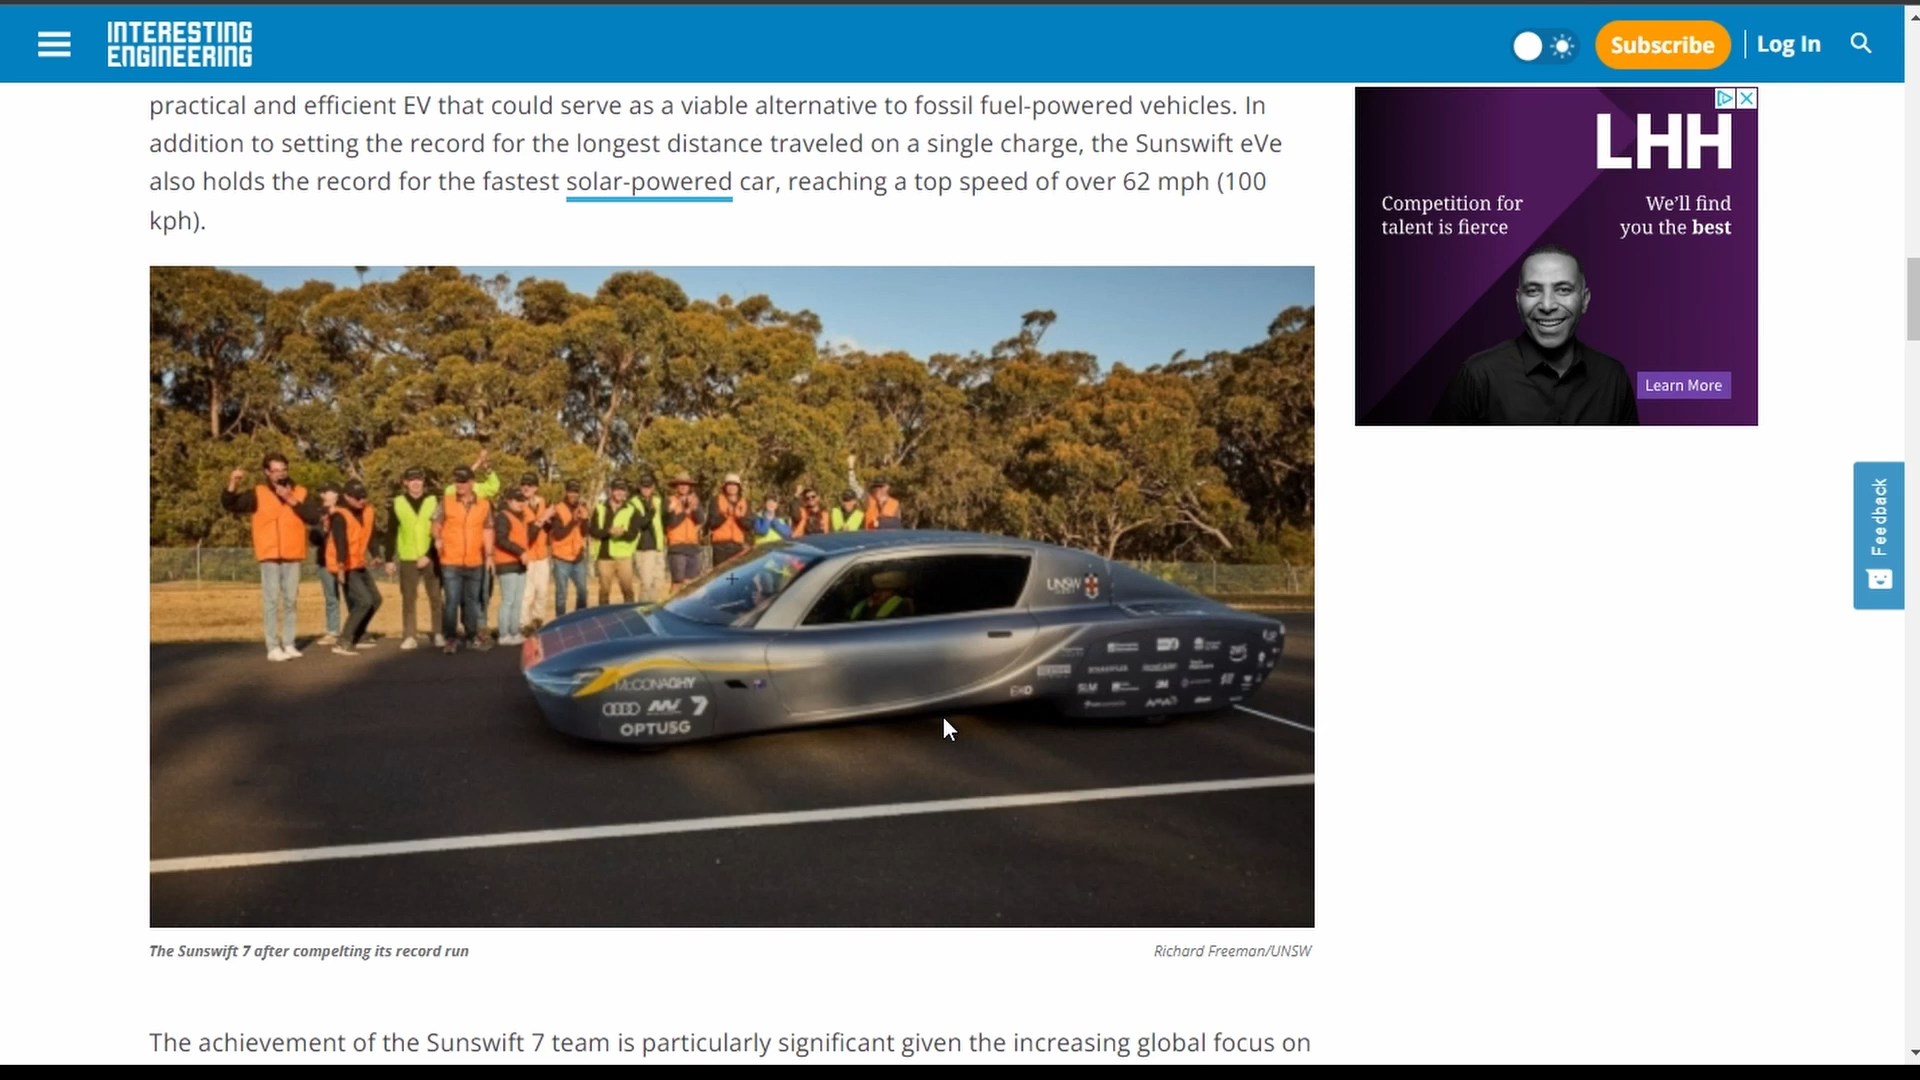 INTERESTING
ENGINEERING
Subscribe
Log In
practical and efficient EV that could serve as a viable alternative to fossil fuel-powered vehicles. In
addition to setting the record for the longest distance traveled on a single charge, the Sunswift eVe
also holds the record for the fastest solar-powered car, reaching a top speed of over 62 mph (100
kph).
LHH
Competition for
talent is fierce
We'll find
you the best
Learn More
Feedback
UNSW
McCONAGHY
7
OPTUS5G
The Sunswift 7 after compelting its record run
Richard Freeman/UNSW
The achievement of the Sunswift 7 team is particularly significant given the increasing global focus on